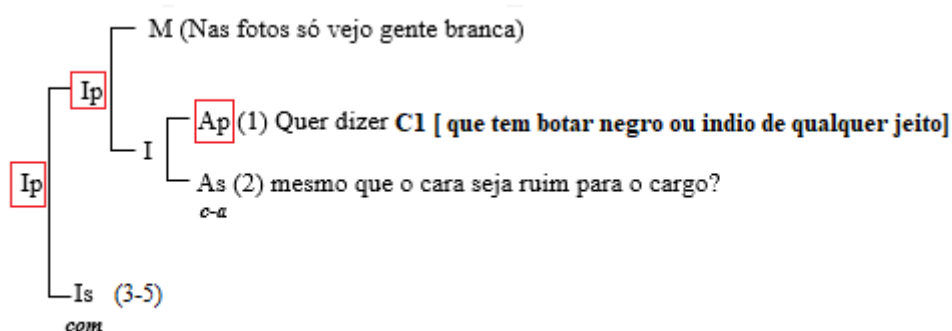 M (Nas fotos só vejo gente branca)
Ip
Ap (1) Quer dizer C1 [ que tem botar negro ou indio de qualquer jeito]
I
Ip
As (2) mesmo que o cara seja ruim para o cargo?
c-a
Is (3-5)
com